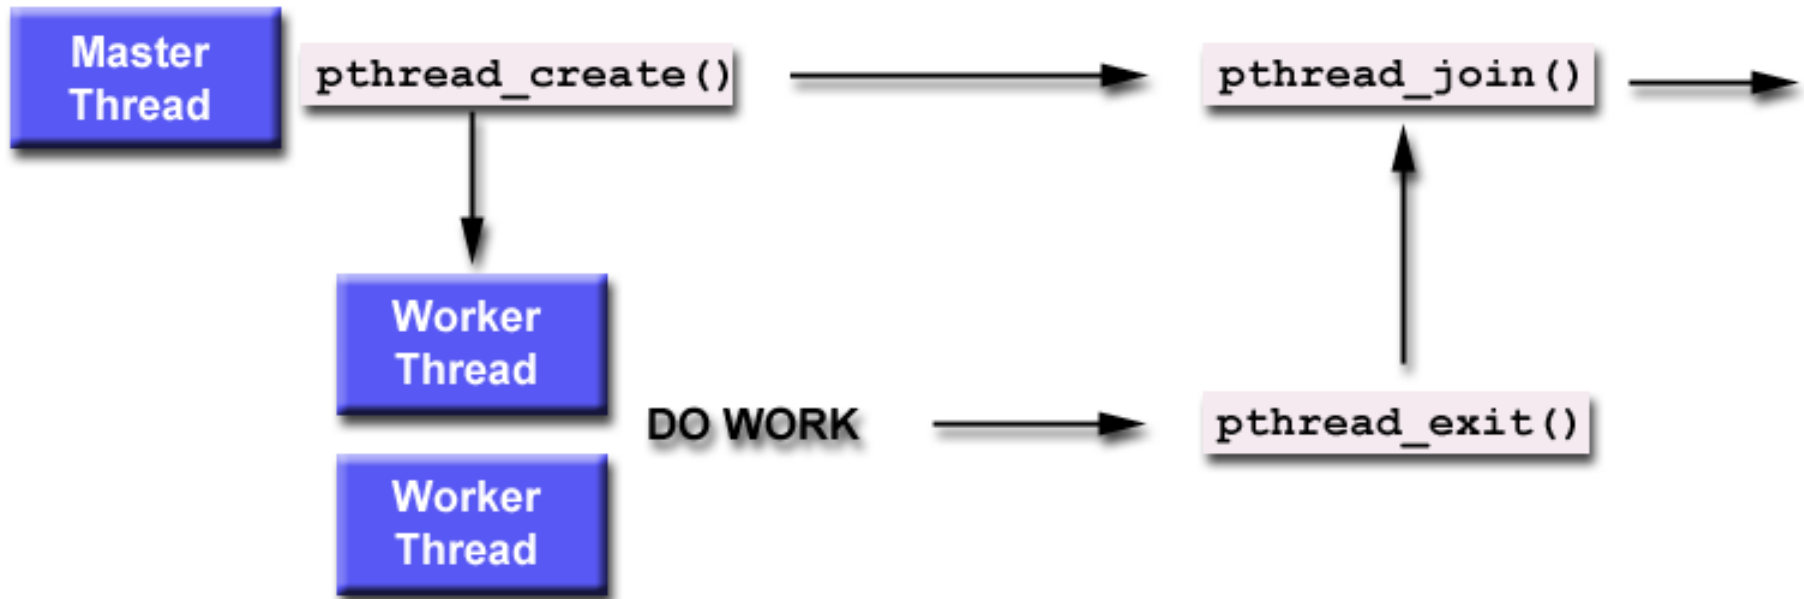 Master
Thread
pthread_create()
pthread_join()
Worker
Thread
DO WORK
pthread_exit()
Worker
Thread